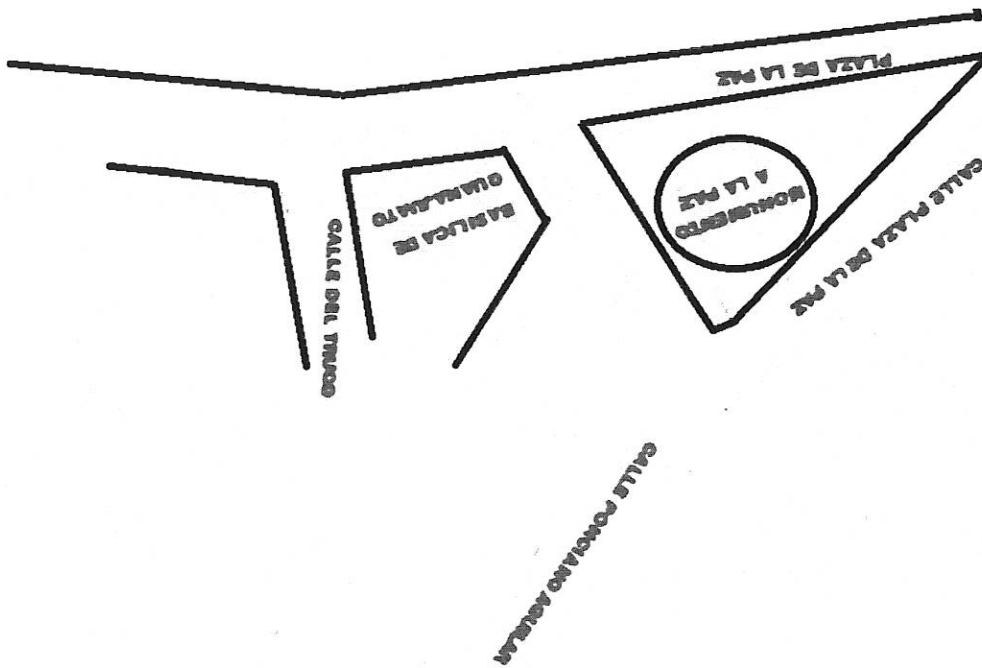 PLAZA DE LA PAZ
MONUMENTO
A LA PAZ
CALLE PLAZA DE LA PAZ
BASILICA DE
GUANAJUATO
CALLE DEL TRUCO
CALLE PONCIANO AGUILAR